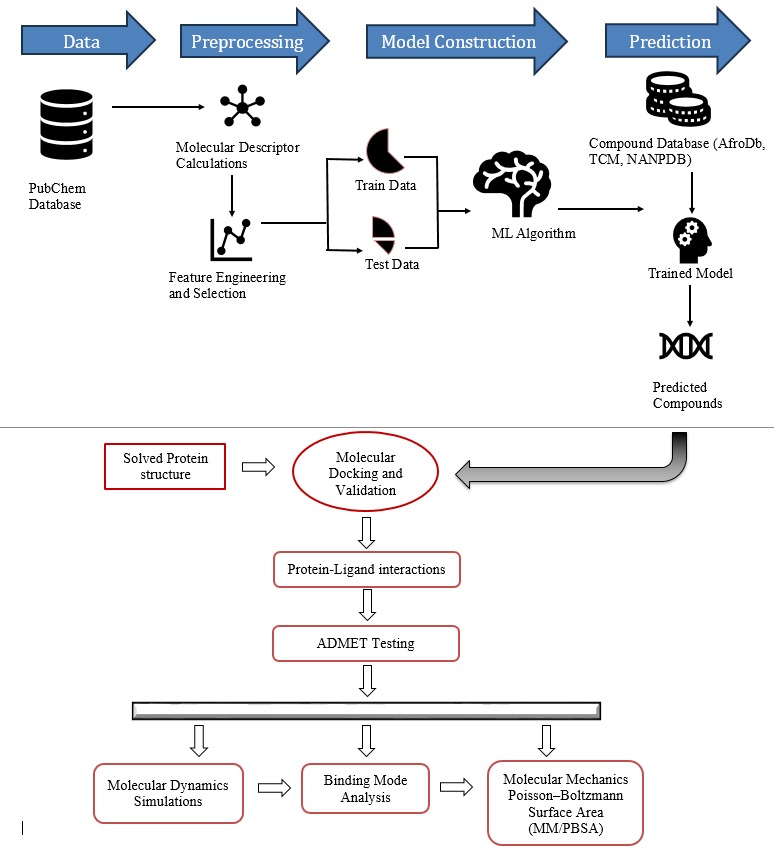 Data
Preprocessing
Model Construction
Prediction
PubChem
Database
Molecular Descriptor
Calculations
Feature Engineering
and Selection
Train Data
Test Data
ML Algorithm
Compound Database (AfroDb,
TCM, NANPDB)
Trained Model
Predicted
Compounds
Solved Protein
structure
Molecular
Docking and
Validation
Protein-Ligand interactions
ADMET Testing
Molecular Dynamics
Simulations
Binding Mode
Analysis
Molecular Mechanics
Poisson–Boltzmann
Surface Area
(MM/PBSA)